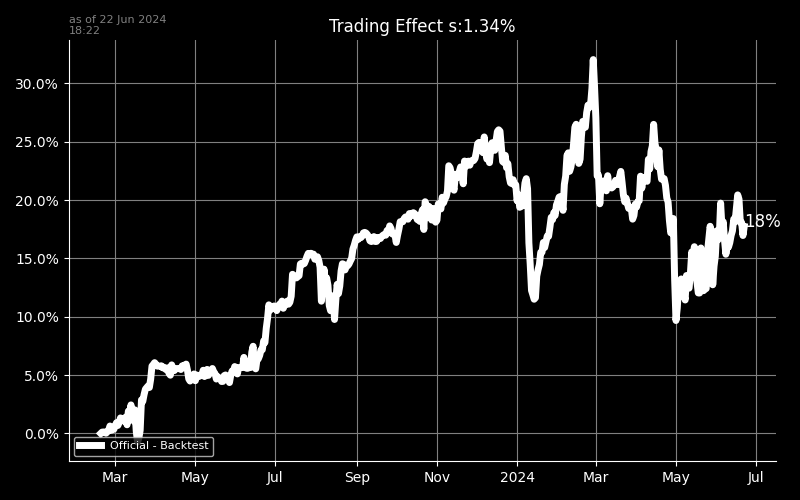 as of 22 Jun 2024
18:22
Trading Effect s:1.34%
30.0%
25.0%
20.0%
15.0%
10.0%
5.0%
0.0%
18%
Official - Backtest
Mar May Jul Sep Nov 2024 Mar May Jul